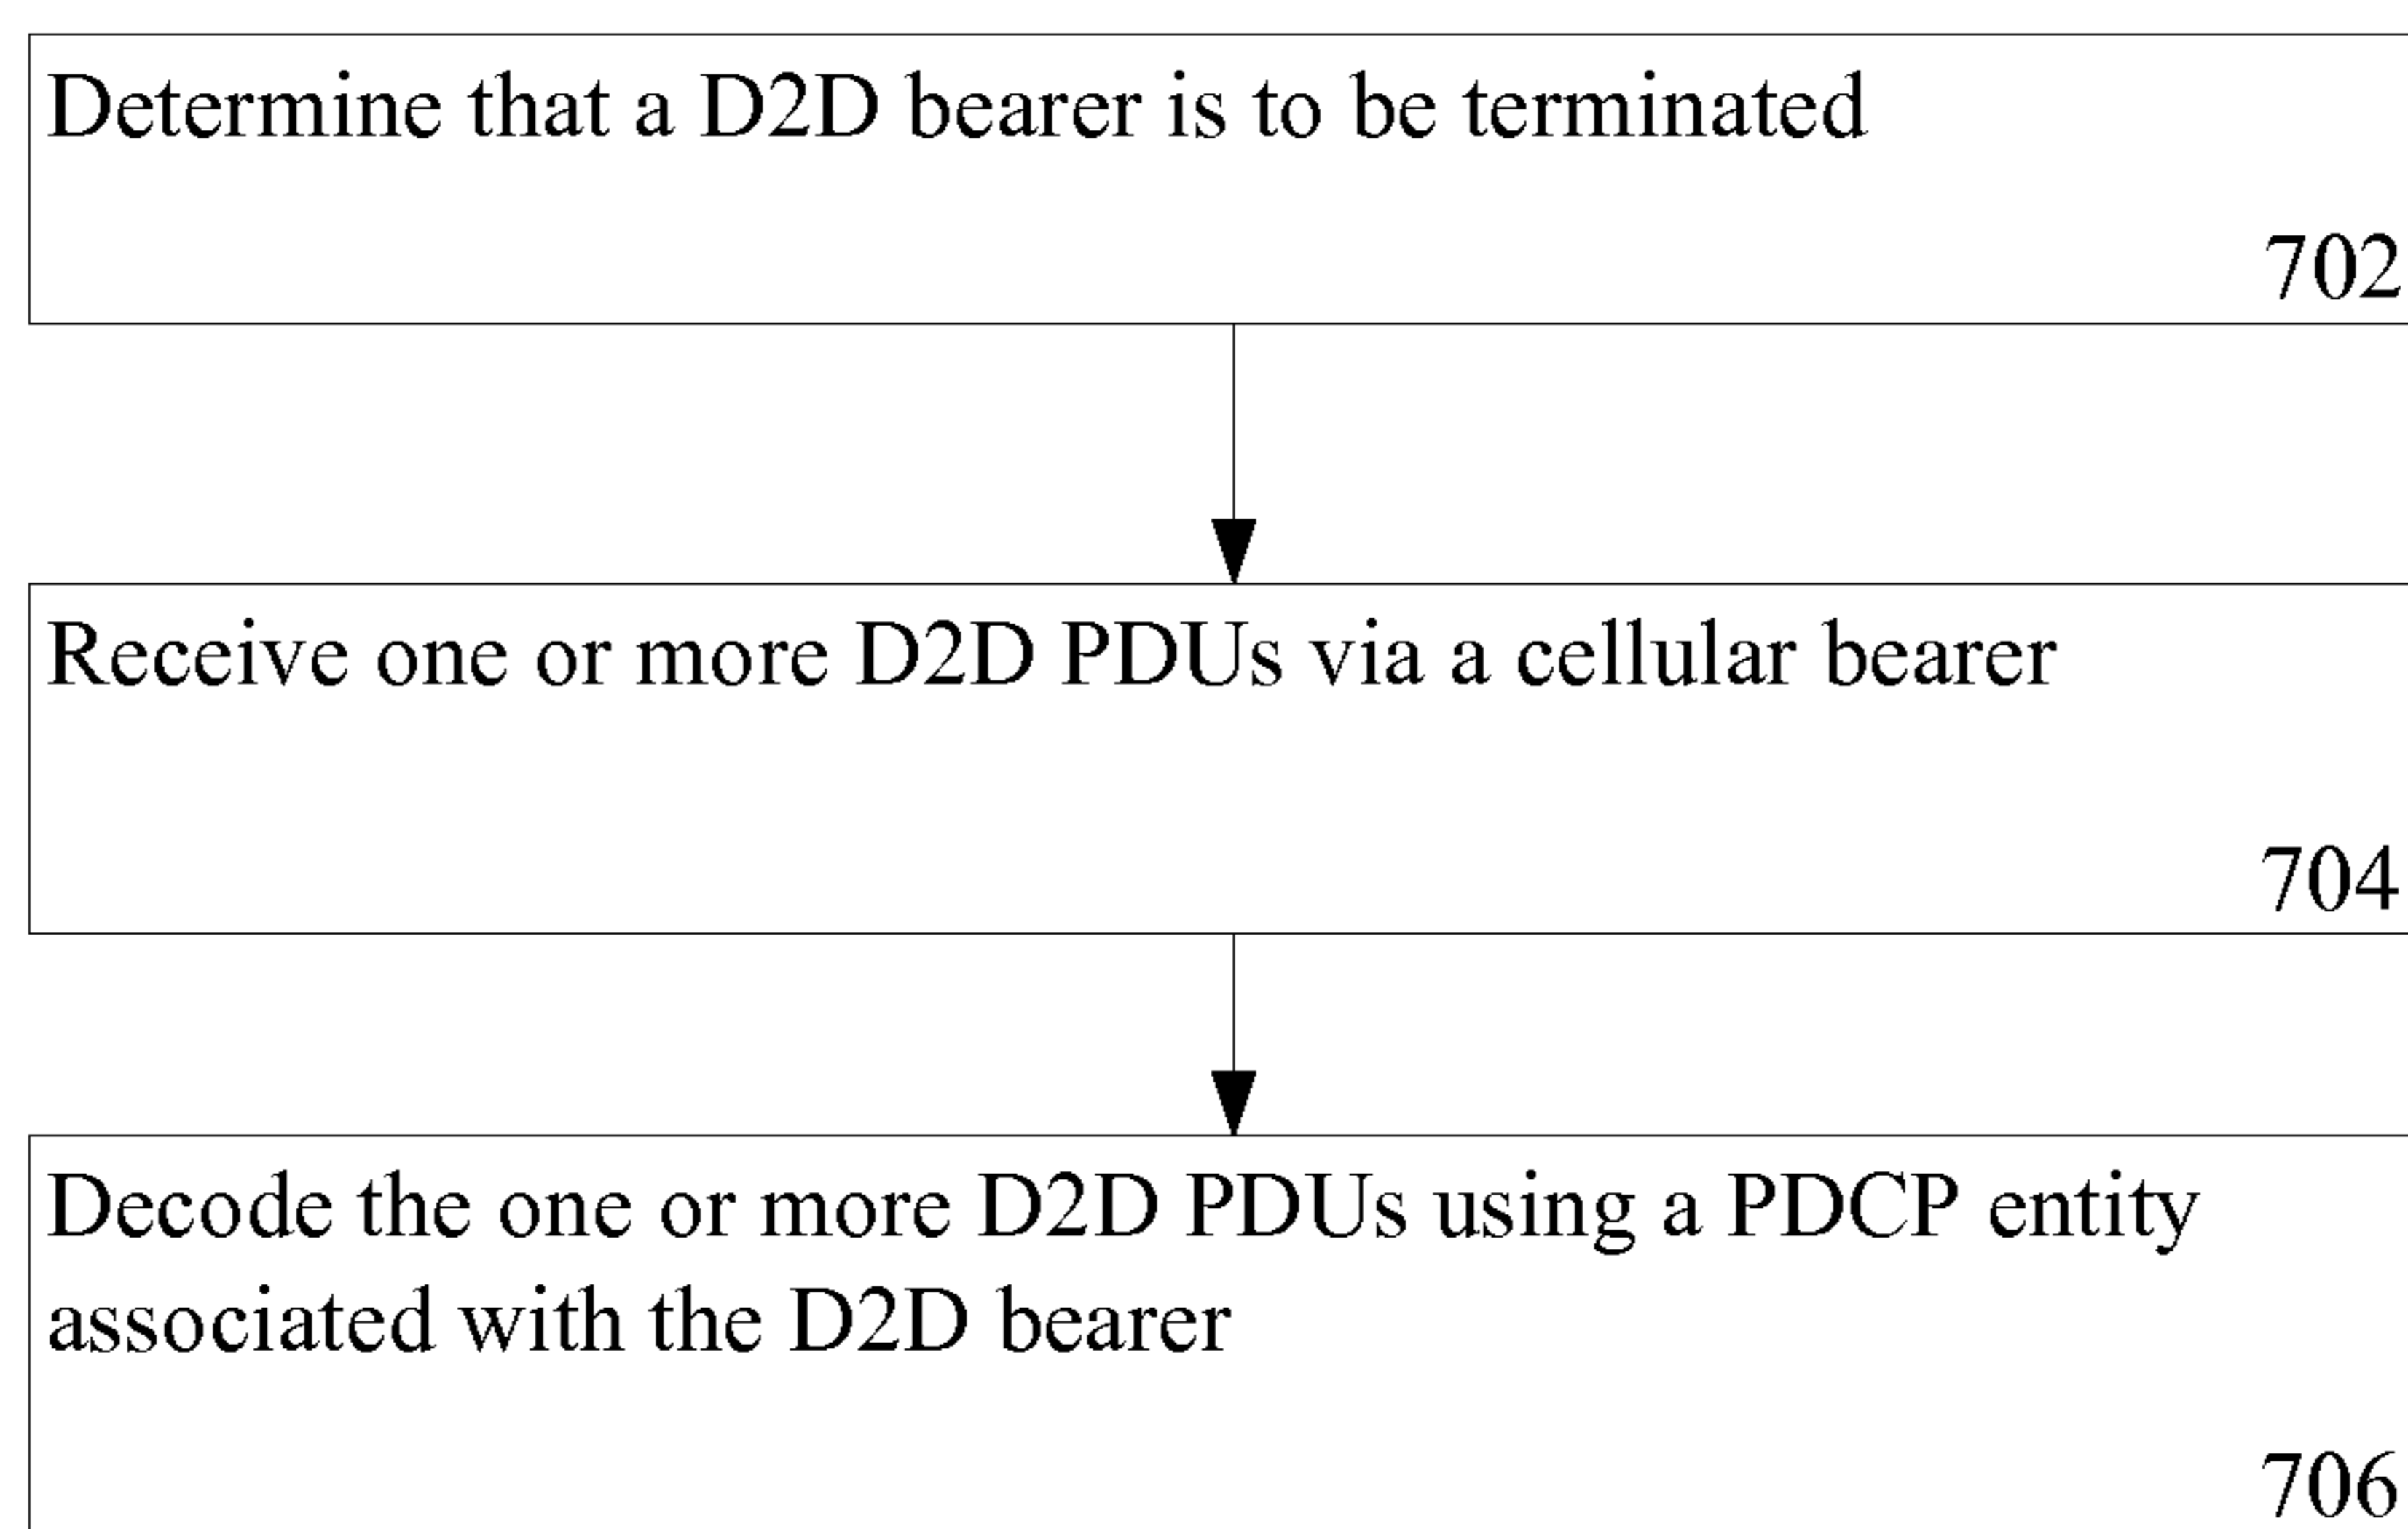 Determine that a D2D bearer is to be terminated
702
Receive one or more D2D PDUs via a cellular bearer
704
Decode the one or more D2D PDUs using a PDCP entity
associated with the D2D bearer
706